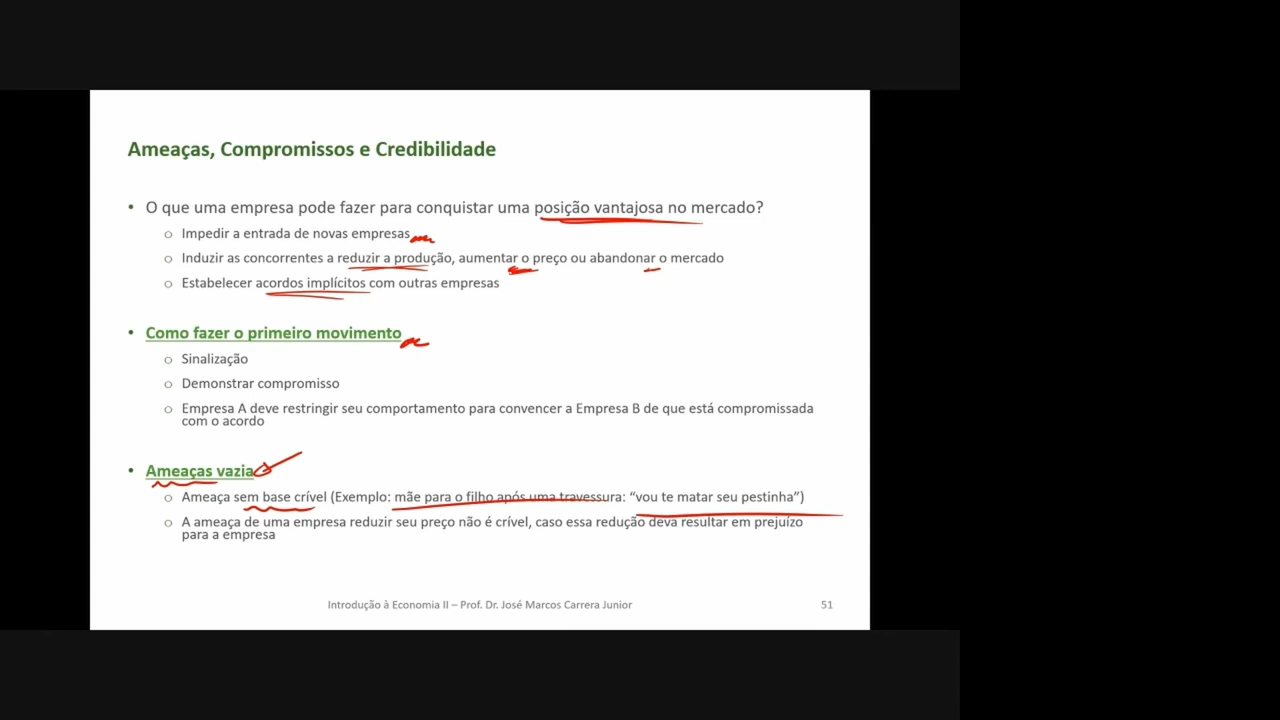 Ameaças, Compromissos e Credibilidade
• O que uma empresa pode fazer para conquistar uma posição vantajosa no mercado?
o Impedir a entrada de novas empresas
o Induzir as concorrentes a reduzir a produção, aumentar o preço ou abandonar o mercado
o Estabelecer acordos implícitos com outras empresas
• Como fazer o primeiro movimento
o Sinalização
o Demonstrar compromisso
o Empresa A deve restringir seu comportamento para convencer a Empresa B de que está compromissada
com o acordo
• Ameaças vazia
o Ameaça sem base crível (Exemplo: mãe para o filho após uma travessura: “vou te matar seu pestinha”)
o A ameaça de uma empresa reduzir seu preço não é crível, caso essa redução deva resultar em prejuízo
para a empresa
Introdução à Economia II – Prof. Dr. José Marcos Carrera Junior
51